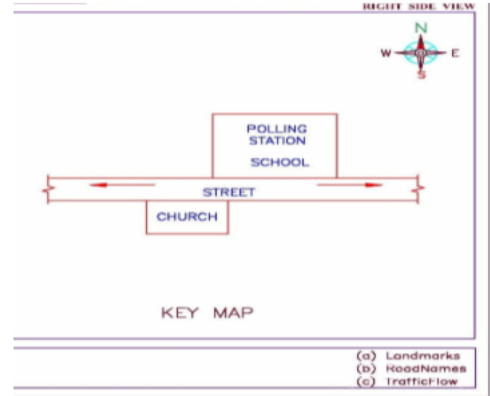 RIGHT SIDE VIEW
N
W E
S
POLLING
STATION
SCHOOL
STREET
CHURCH
KEY MAP
(a) Landmarks
(b) RoadNames
(c) TrafficFlow